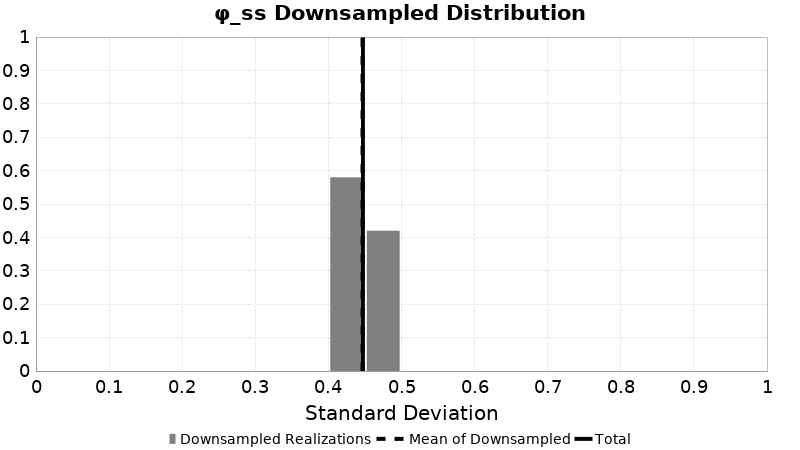 φ_ss Downsampled Distribution
1
0.9
0.8
0.7
0.6
0.5
0.4
0.3
0.2
0.1
0
0 0.1 0.2 0.3 0.4 0.5 0.6 0.7 0.8 0.9 1
Standard Deviation
Downsampled Realizations Mean of Downsampled Total